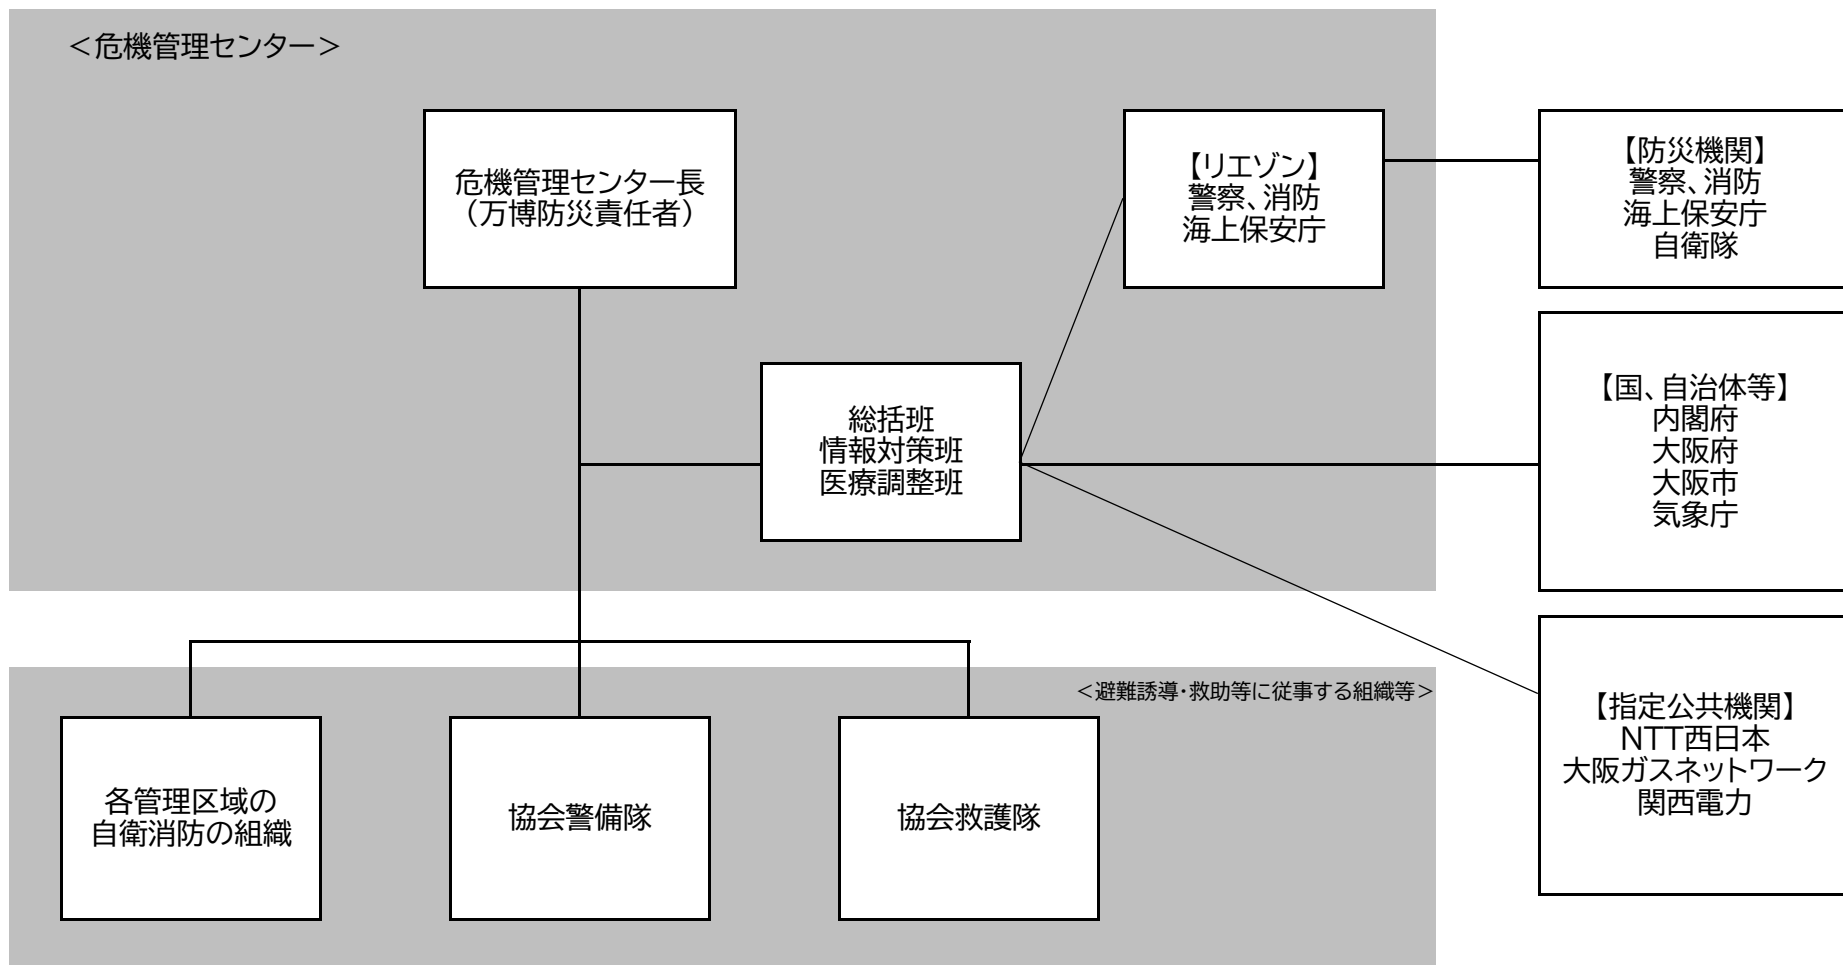 ＜危機管理センター＞
危機管理センター長
（万博防災責任者）
【リエゾン】
警察、消防
海上保安庁
【防災機関】
警察、消防
海上保安庁
自衛隊
総括班
情報対策班
医療調整班
【国、自治体等】
内閣府
大阪府
大阪市
気象庁
＜避難誘導・救助等に従事する組織等＞
各管理区域の
自衛消防の組織
協会警備隊
協会救護隊
【指定公共機関】
NTT西日本
大阪ガスネットワーク
関西電力